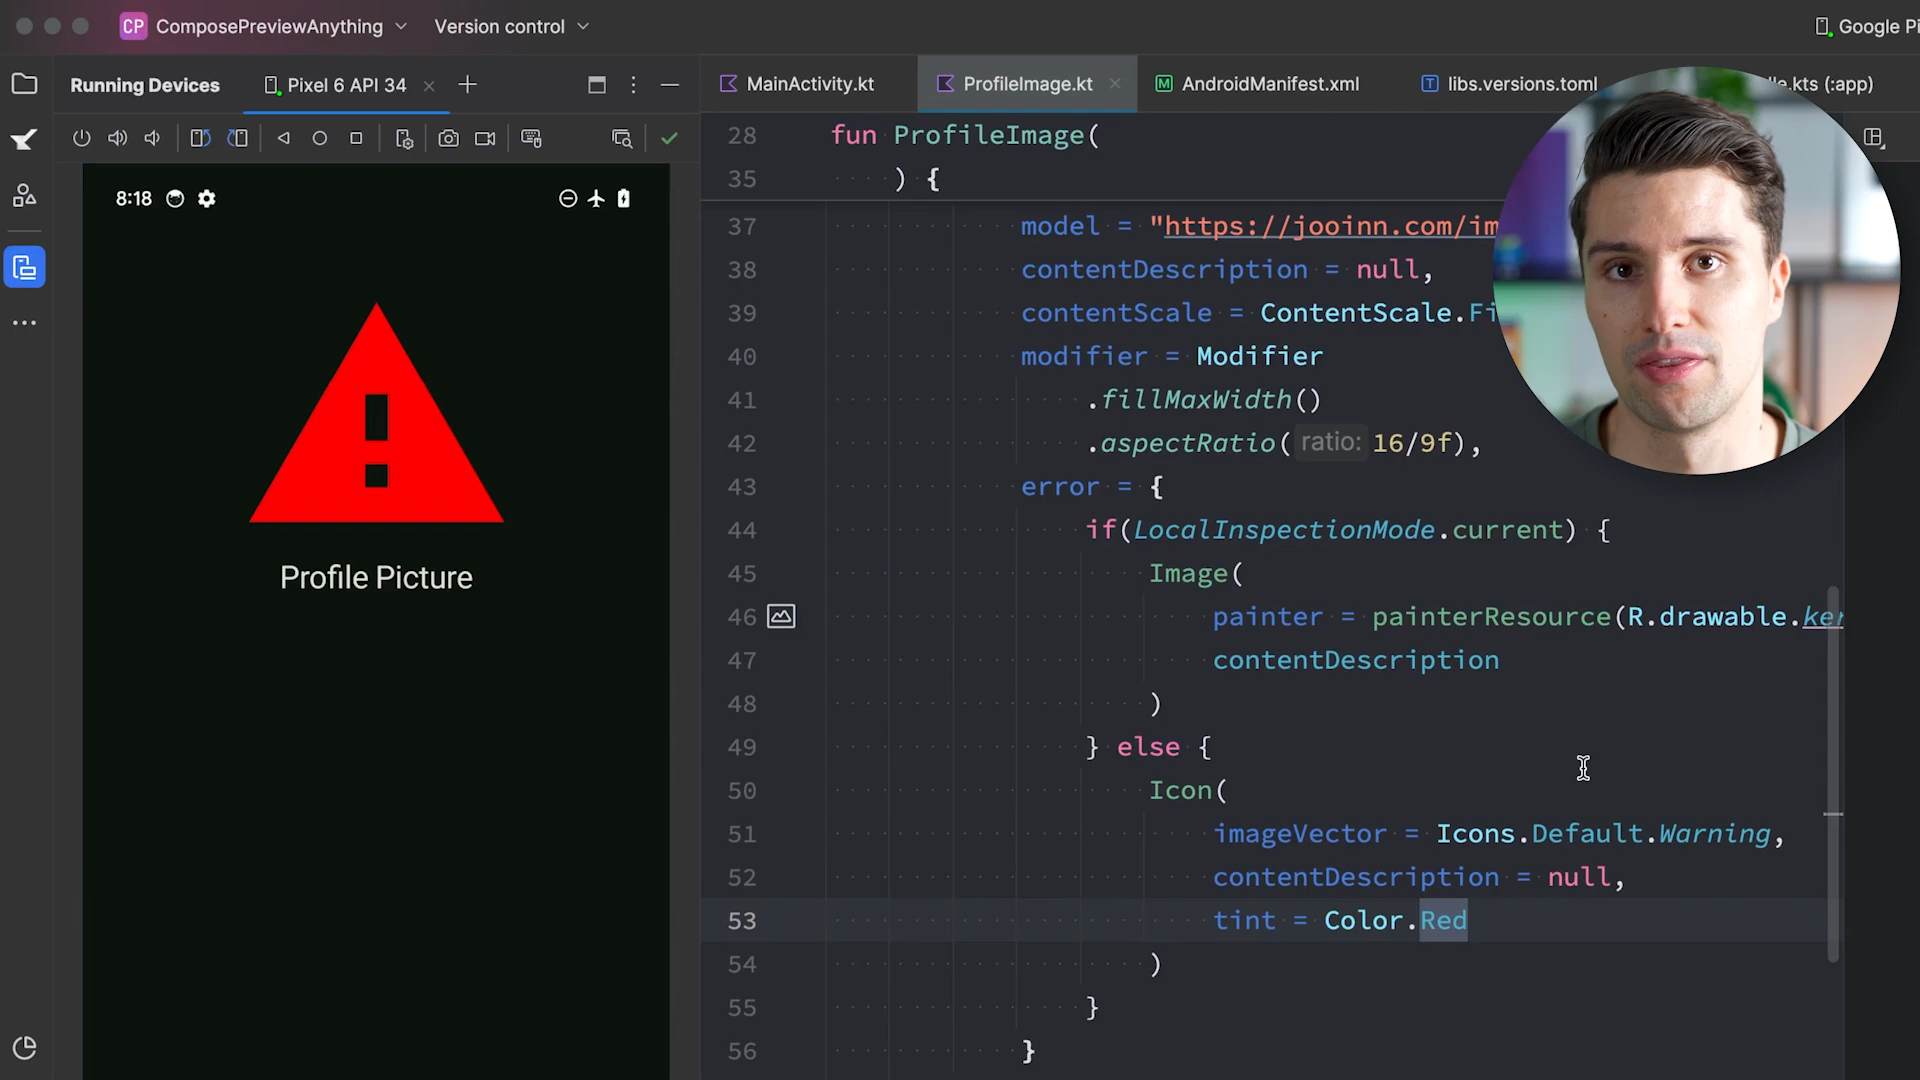 CP ComposePreviewAnything Version control
Google Pi
Running Devices Pixel 6 API 34
MainActivity.kt ProfileImage.kt AndroidManifest.xml libs.versions.toml .kts (:app)
8:18
Profile Picture
28 fun ProfileImage(
35 ) {
37 model = "https://jooinn.com/im
38 contentDescription = null,
39 contentScale = ContentScale.Fi
40 modifier = Modifier
41 .fillMaxWidth()
42 .aspectRatio( ratio: 16/9f),
43 error = {
44 if(LocalInspectionMode.current) {
45 Image(
46 painter = painterResource(R.drawable.ker
47 contentDescription
48 )
49 } else {
50 Icon(
51 imageVector = Icons.Default.Warning,
52 contentDescription = null,
53 tint = Color.Red
54 )
55 }
56 }